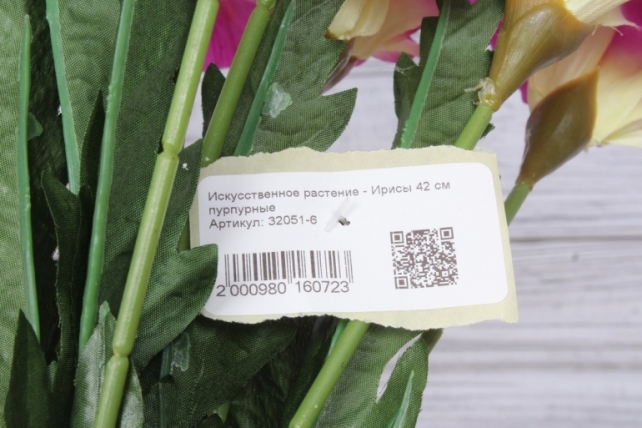 Искусственное растение - Ирисы 42 см
пурпурные
Артикул: 32051-6
2 000980 160723